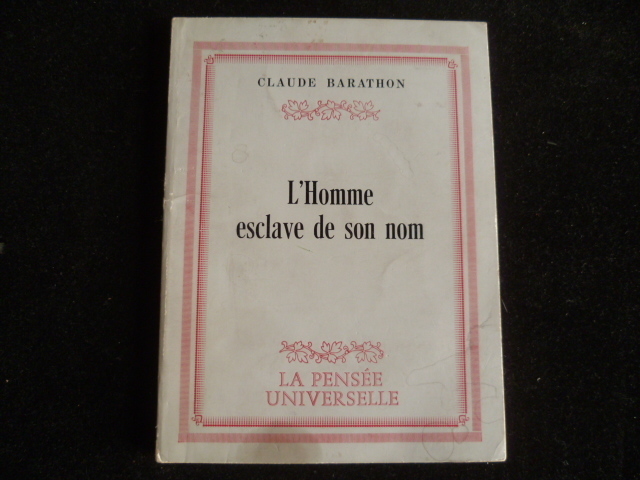 CLAUDE BARATHON
L'Homme
esclave de son nom
LA PENSÉE
UNIVERSELLE